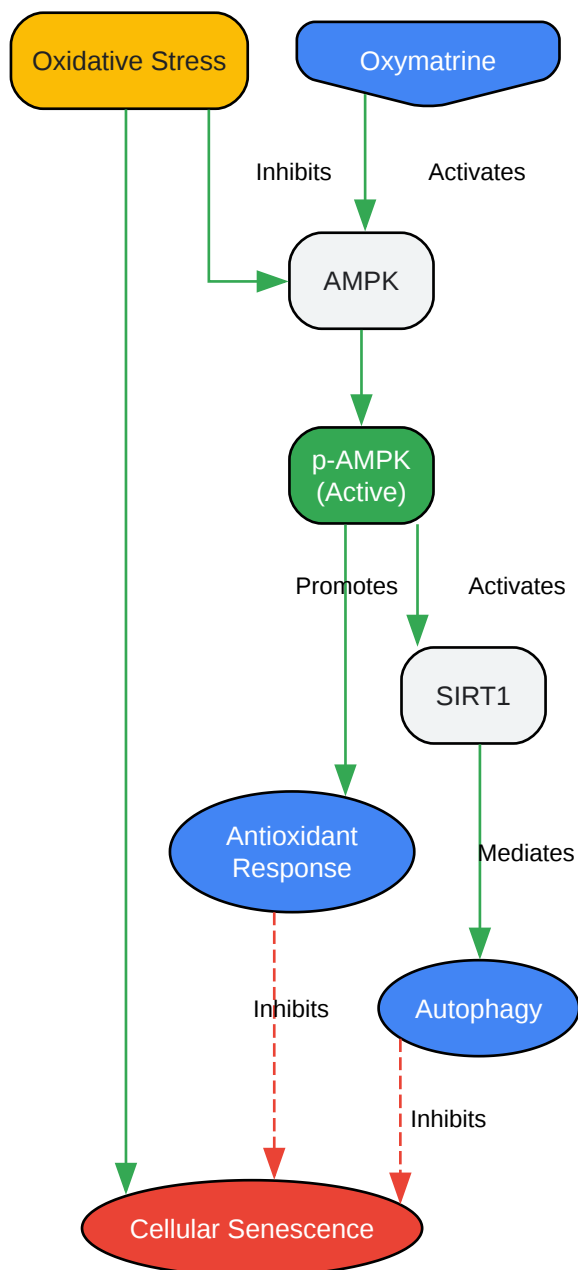 Oxidative Stress
Oxymatrine
Inhibits
Activates
AMPK
p-AMPK
(Active)
Promotes
Activates
SIRT1
Antioxidant
Response
Mediates
Inhibits
Autophagy
Inhibits
Cellular Senescence